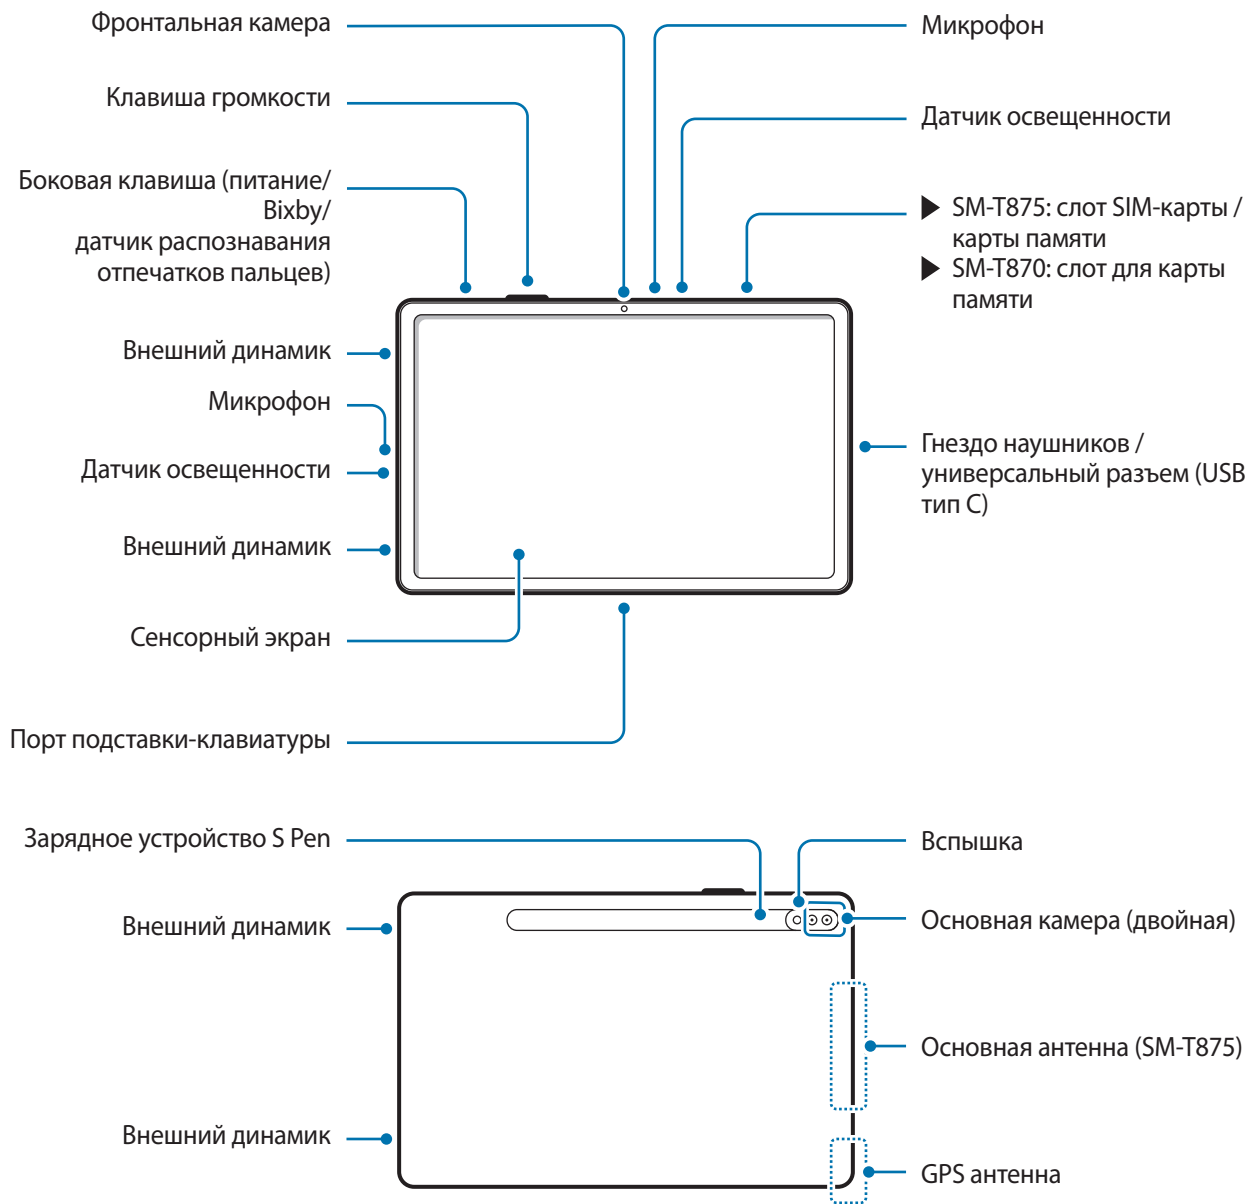 Фронтальная камера
Микрофон
Клавиша громкости
Датчик освещенности
Боковая клавиша (питание/
Bixby/
датчик распознавания
отпечатков пальцев)
SM-T875: слот SIM-карты /
карты памяти
SM-T870: слот для карты
памяти
Внешний динамик
Микрофон
Датчик освещенности
Внешний динамик
Гнездо наушников /
универсальный разъем (USB
тип C)
Сенсорный экран
Порт подставки-клавиатуры
Зарядное устройство S Pen
Вспышка
Внешний динамик
Основная камера (двойная)
Основная антенна (SM-T875)
Внешний динамик
GPS антенна